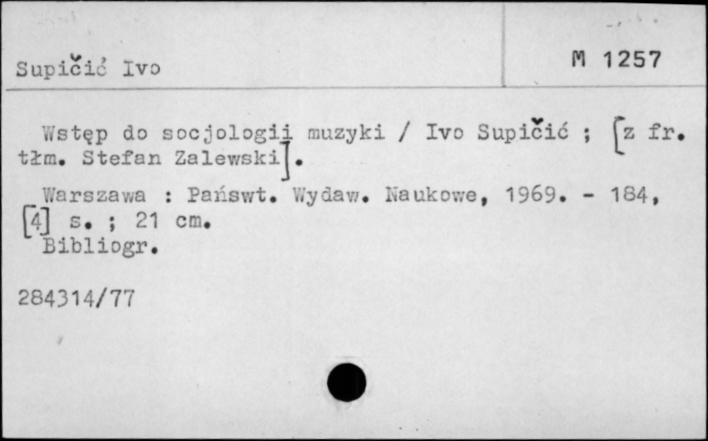 Supičić Ivo
M 1257
Wstęp do socjologii muzyki / Ivo Supičić ; [z fr.
tłm. Stefan Zalewski].
Warszawa : Pańswt. Wydaw. Naukowe, 1969. - 184,
[4] s. ; 21 cm.
Bibliogr.
284314/77